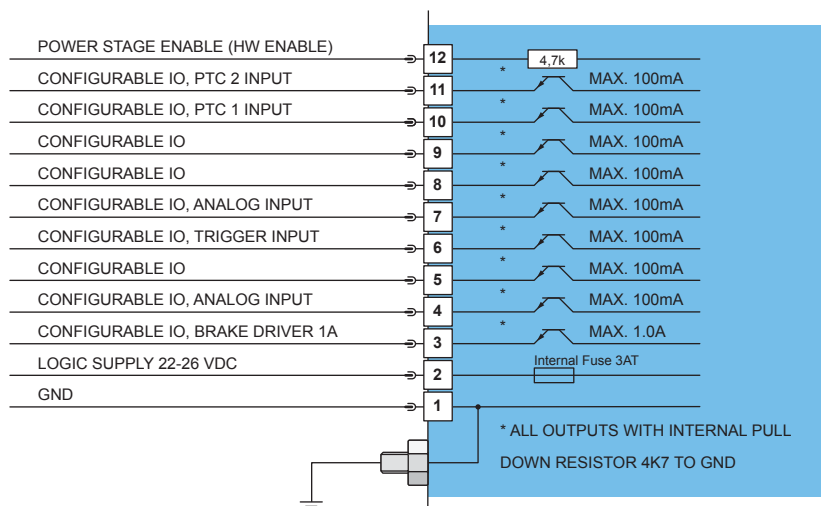 POWER STAGE ENABLE (HW ENABLE) 12 4,7k
CONFIGURABLE IO, PTC 2 INPUT 11 * MAX. 100mA
CONFIGURABLE IO, PTC 1 INPUT 10 * MAX. 100mA
CONFIGURABLE IO 9 * MAX. 100mA
CONFIGURABLE IO 8 * MAX. 100mA
CONFIGURABLE IO, ANALOG INPUT 7 * MAX. 100mA
CONFIGURABLE IO, TRIGGER INPUT 6 * MAX. 100mA
CONFIGURABLE IO 5 * MAX. 100mA
CONFIGURABLE IO, ANALOG INPUT 4 * MAX. 100mA
CONFIGURABLE IO, BRAKE DRIVER 1A 3 * MAX. 1.0A
LOGIC SUPPLY 22-26 VDC 2 Internal Fuse 3AT
GND 1
* ALL OUTPUTS WITH INTERNAL PULL
DOWN RESISTOR 4K7 TO GND